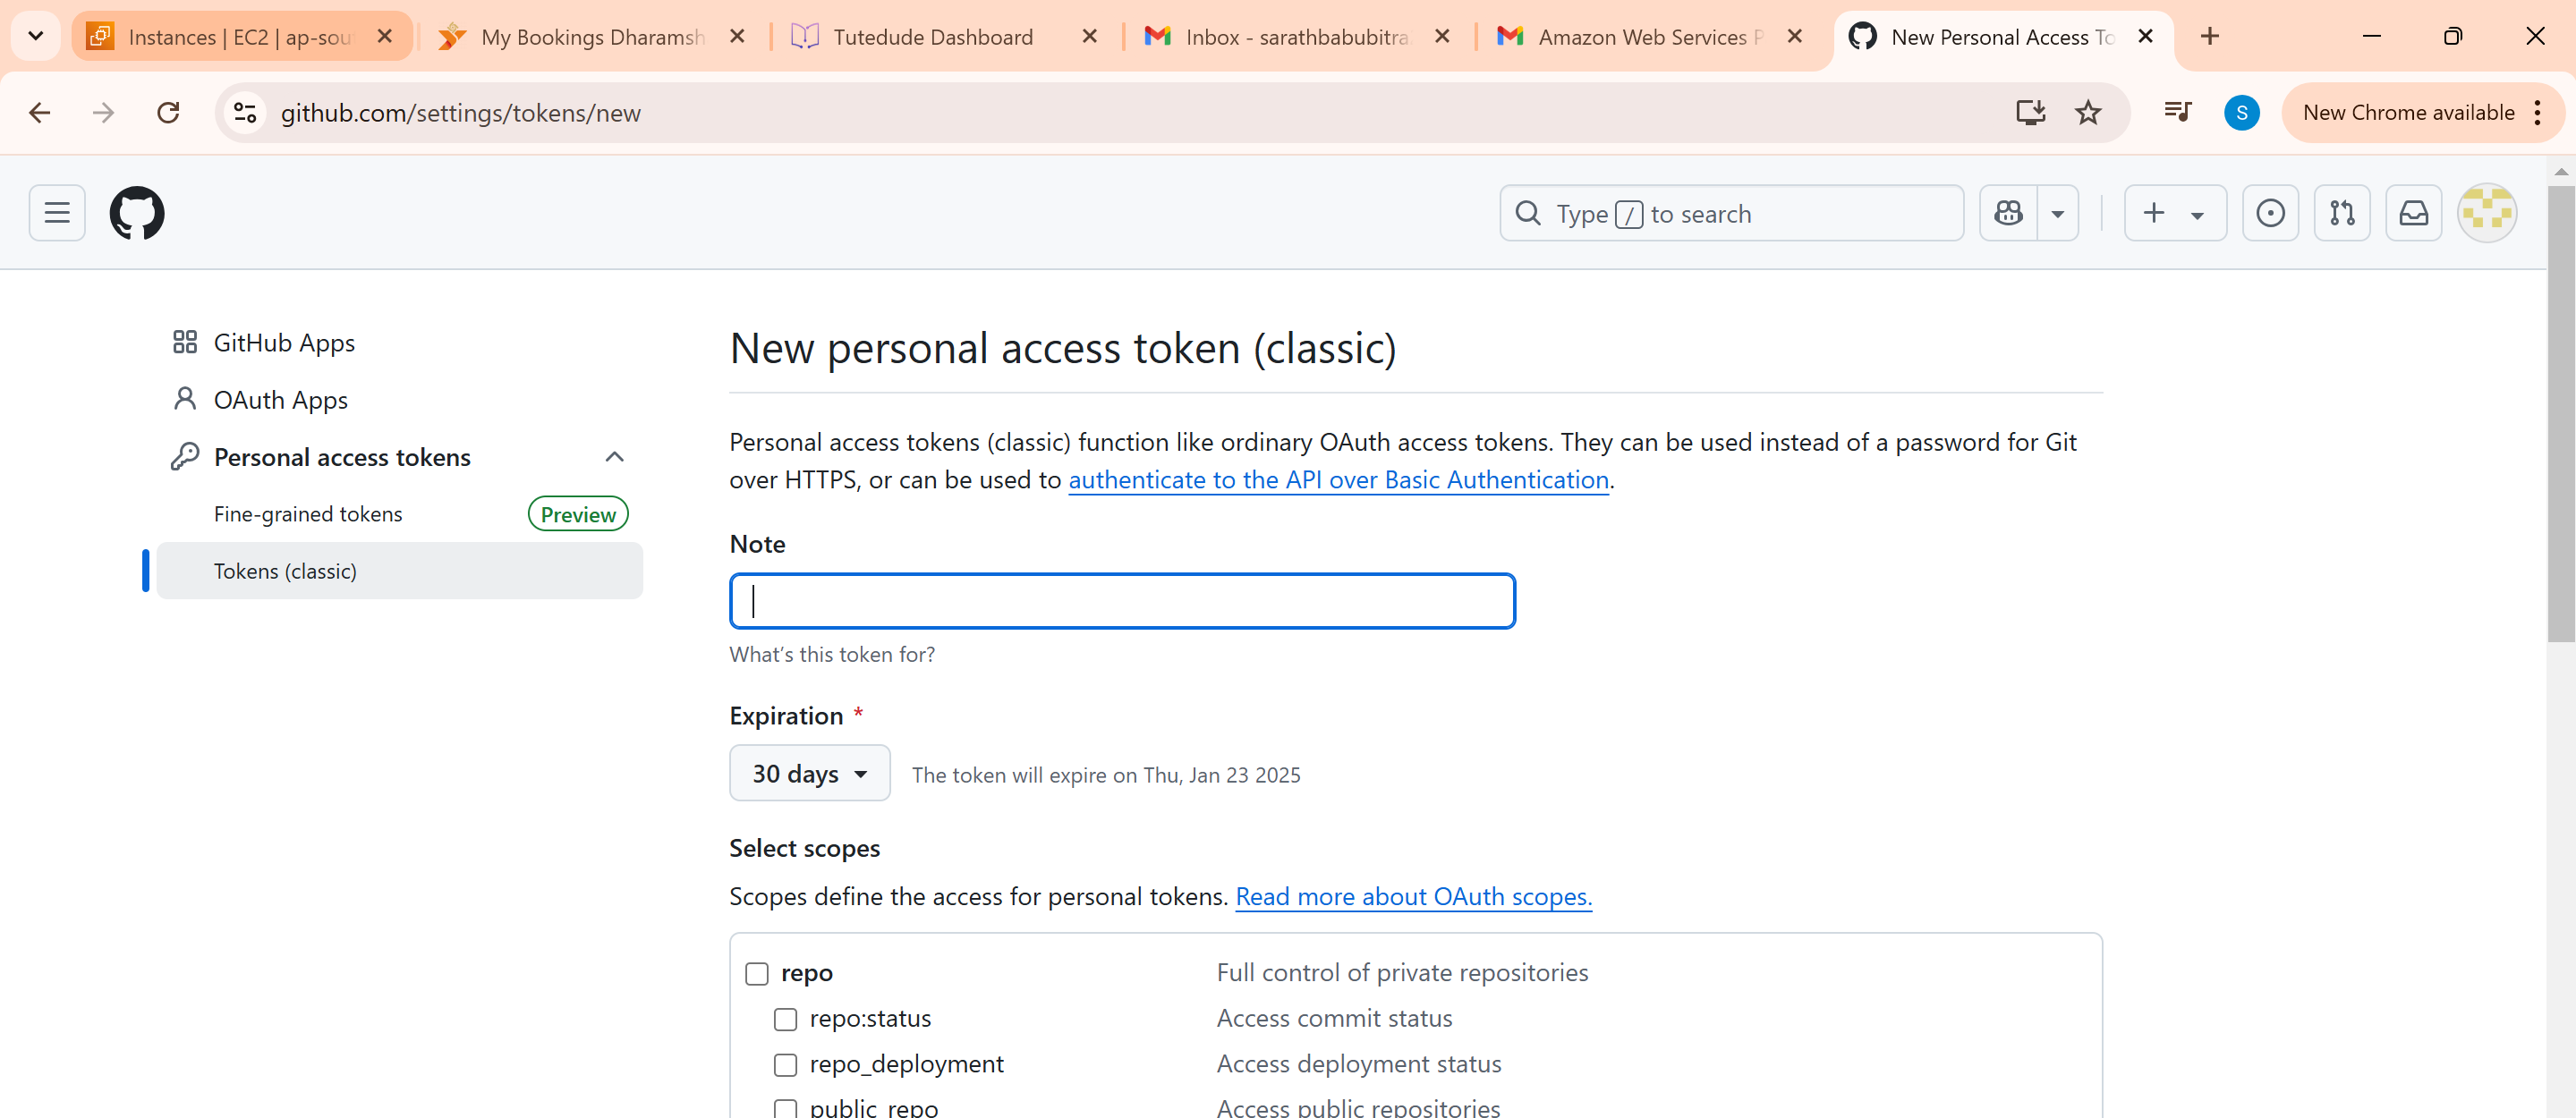 Instances | EC2 | ap-sou
My Bookings Dharamsh
Tutedude Dashboard
Inbox - sarathbabubitra
Amazon Web Services P
New Personal Access To
github.com/settings/tokens/new
S
New Chrome available
Type / to search
GitHub Apps
OAuth Apps
Personal access tokens
Fine-grained tokens
Preview
Tokens (classic)
New personal access token (classic)
Personal access tokens (classic) function like ordinary OAuth access tokens. They can be used instead of a password for Git
over HTTPS, or can be used to authenticate to the API over Basic Authentication.
Note
What's this token for?
Expiration *
30 days
The token will expire on Thu, Jan 23 2025
Select scopes
Scopes define the access for personal tokens. Read more about OAuth scopes.
repo Full control of private repositories
repo:status Access commit status
repo_deployment Access deployment status
public_repo Access public repositories